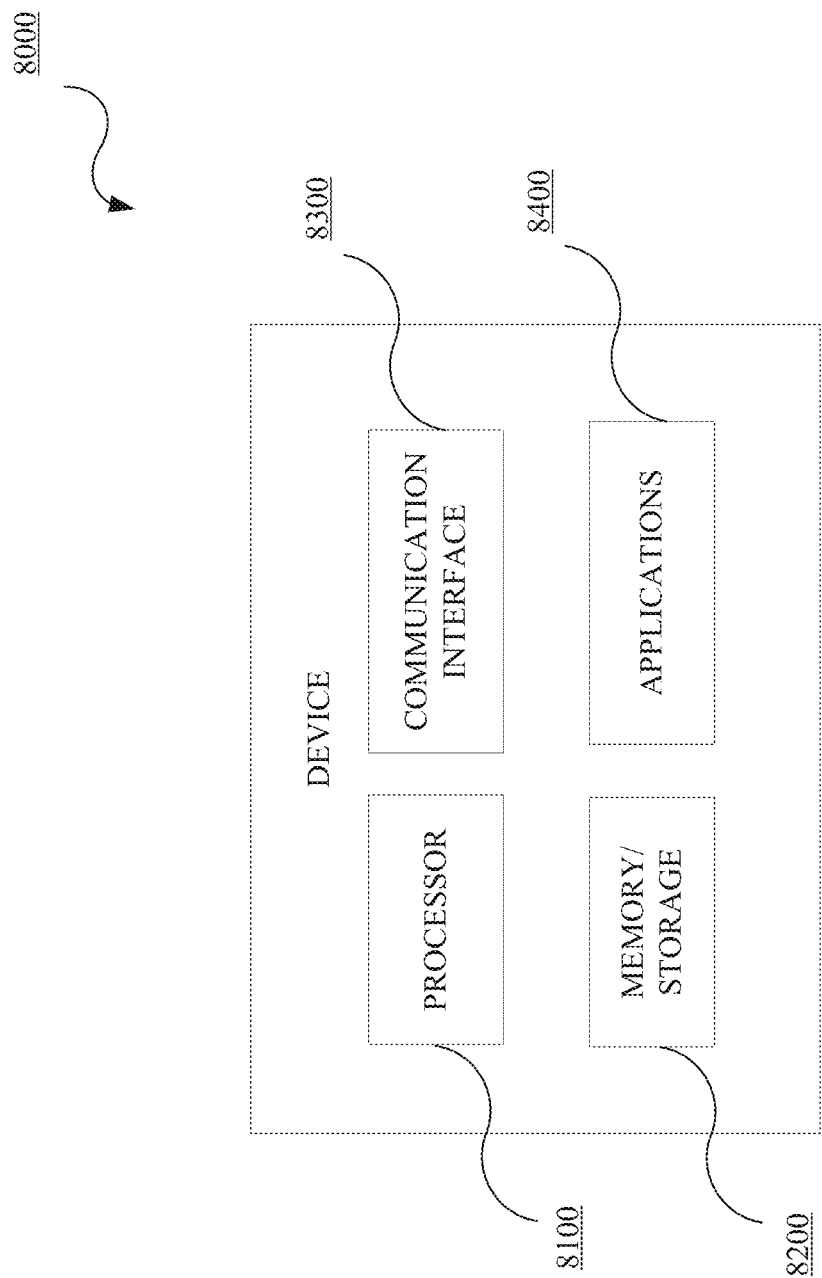 8000
DEVICE
8300
PROCESSOR
COMMUNICATION
INTERFACE
8100
MEMORY/
STORAGE
APPLICATIONS
8400
8200